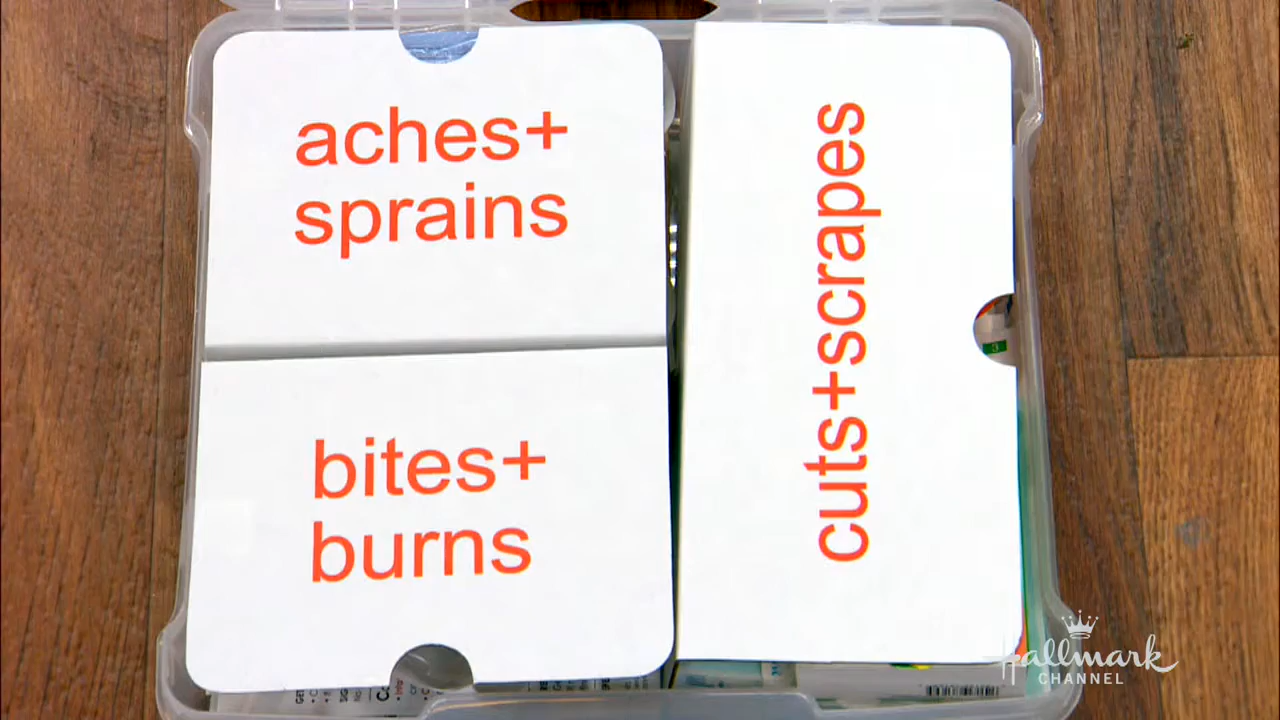 aches+
sprains
bites+
burns
cuts+scrapes
hallmark
CHANNEL